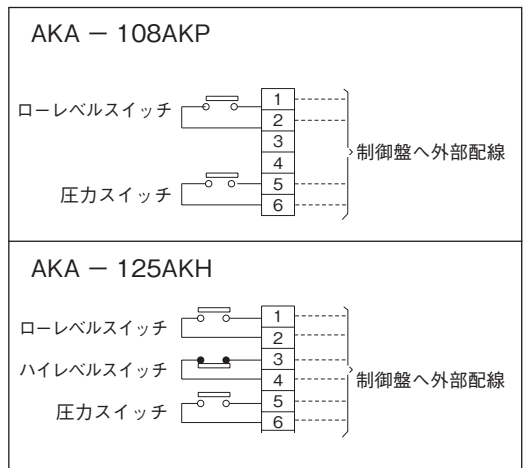 AKA － 108AKP
ローレベルスイッチ
1
2
3
4
5
6
圧力スイッチ
制御盤へ外部配線
AKA － 125AKH
ローレベルスイッチ
ハイレベルスイッチ
圧力スイッチ
1
2
3
4
5
6
制御盤へ外部配線